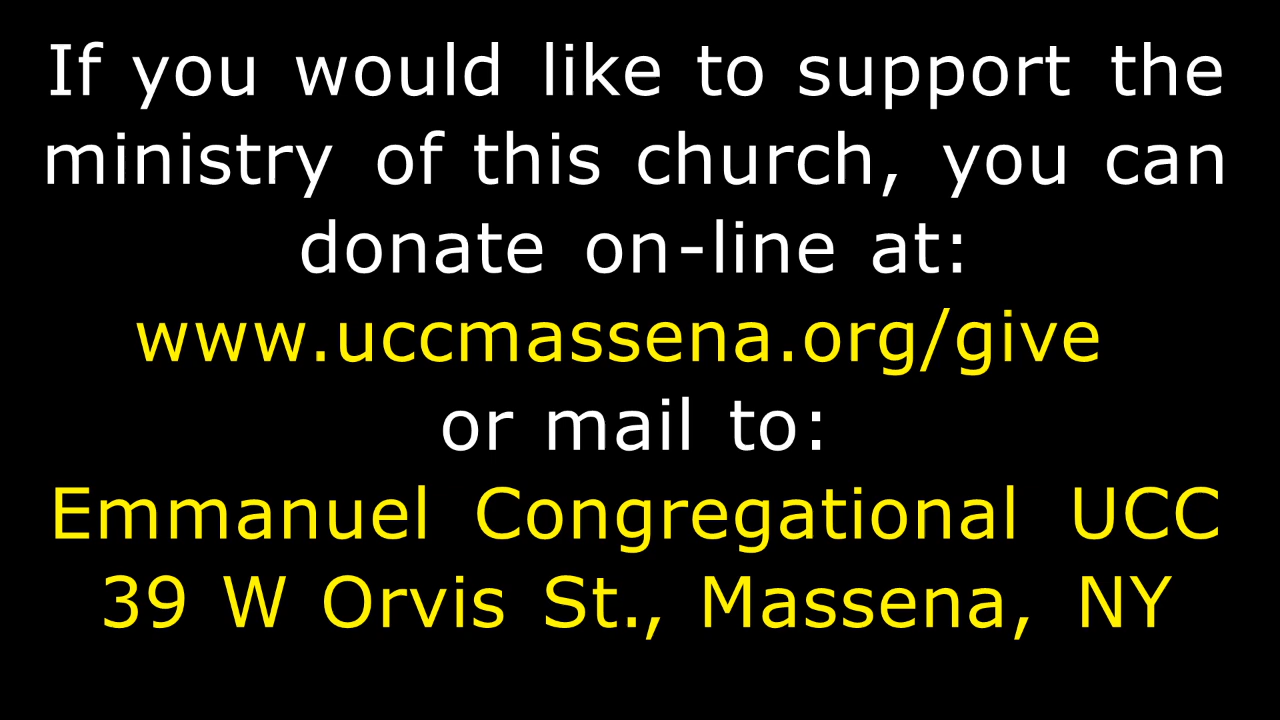 If you would like to support the
ministry of this church, you can
donate on-line at:
www.uccmassena.org/give
or mail to:
Emmanuel Congregational UCC
39 W Orvis St., Massena, NY